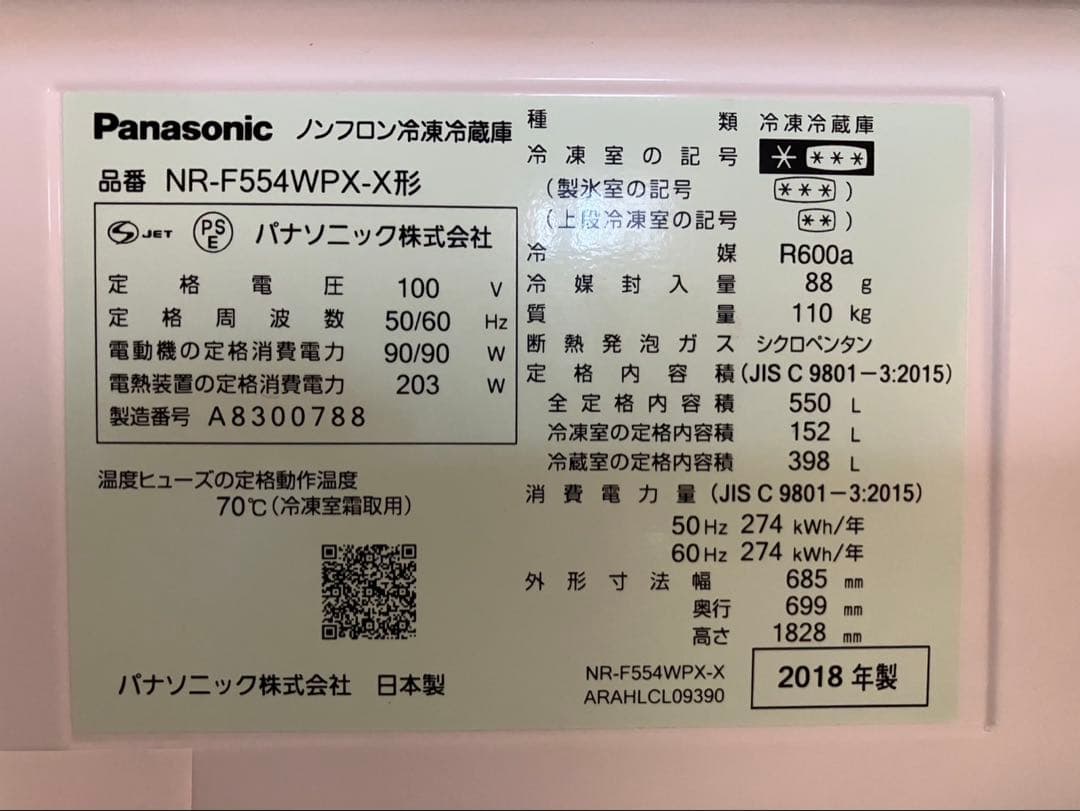 Panasonic ノンフロン冷凍冷蔵庫
品番 NR-F554WPX-X形
JET PSE パナソニック株式会社
定格電圧 100 V
定格周波数 50/60 Hz
電動機の定格消費電力 90/90 W
電熱装置の定格消費電力 203 W
製造番号 A8300788
温度ヒューズの定格動作温度
70℃(冷凍室霜取用)
パナソニック株式会社 日本製
種類 冷凍冷蔵庫
冷凍室の記号 * ***
(製氷室の記号 ***)
(上段冷凍室の記号 **)
冷媒 R600a
冷媒封入量 88 g
質量 110 kg
断熱発泡ガス シクロペンタン
定格内容積(JIS C 9801-3:2015)
全定格内容積 550 L
冷凍室の定格内容積 152 L
冷蔵室の定格内容積 398 L
消費電力量(JIS C 9801-3:2015)
50Hz 274 kWh/年
60Hz 274 kWh/年
外形寸法幅 685 mm
奥行 699 mm
高さ 1828 mm
NR-F554WPX-X
ARAHLCL09390
2018年製